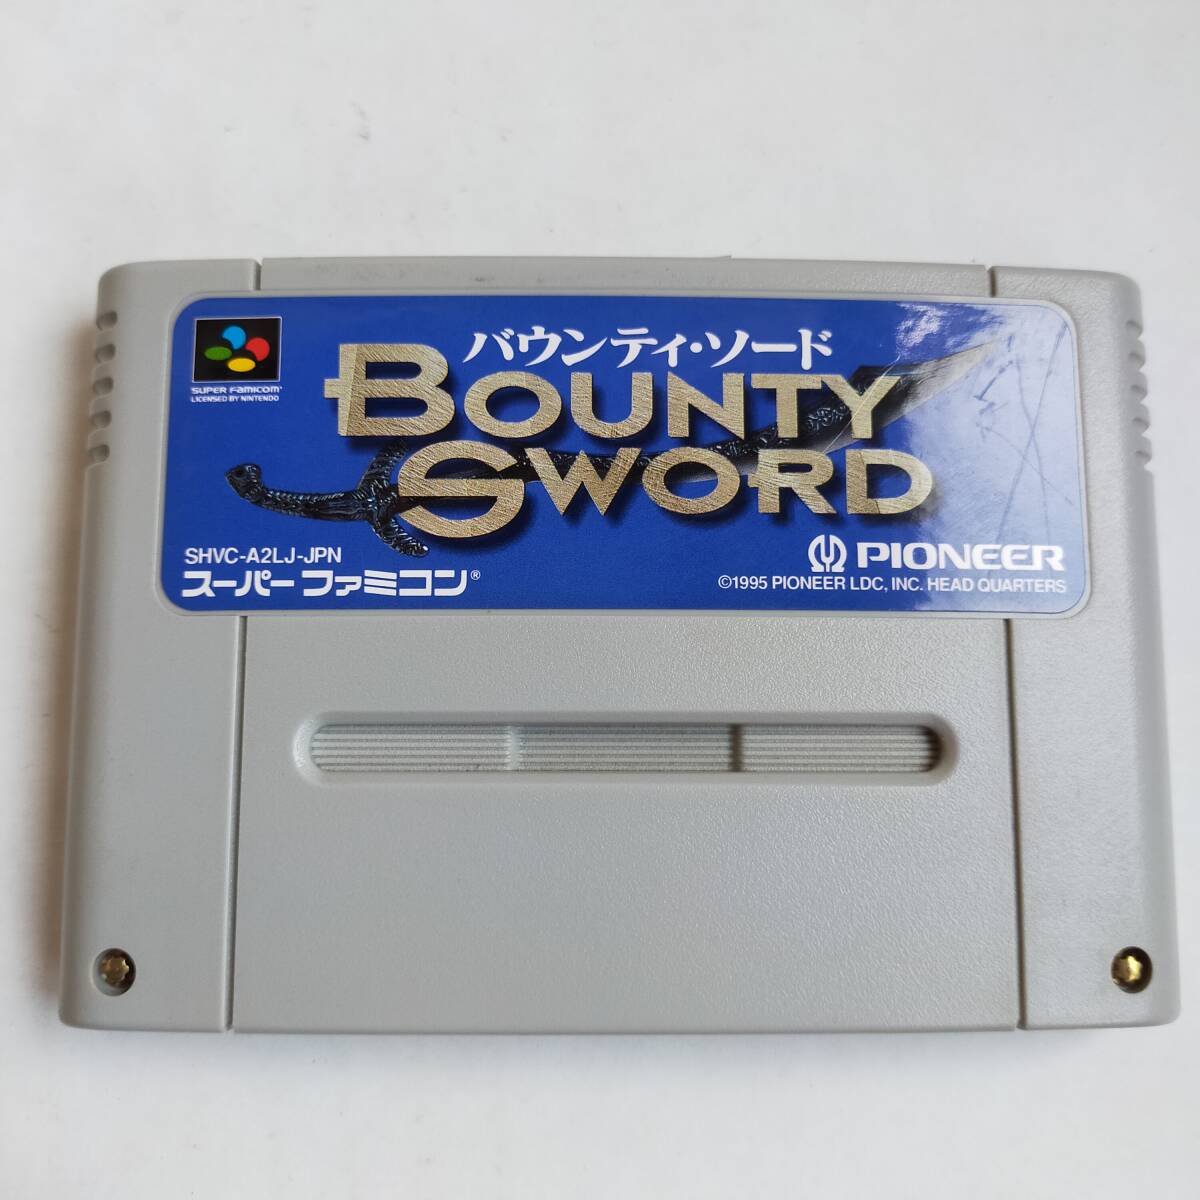 バウンティ・ソード
BOUNTY
SWORD
SUPER FAMICOM
LICENSED BY NINTENDO
SHVC-A2LJ-JPN
スーパーファミコン®
PIONEER
©1995 PIONEER LDC, INC. HEAD QUARTERS